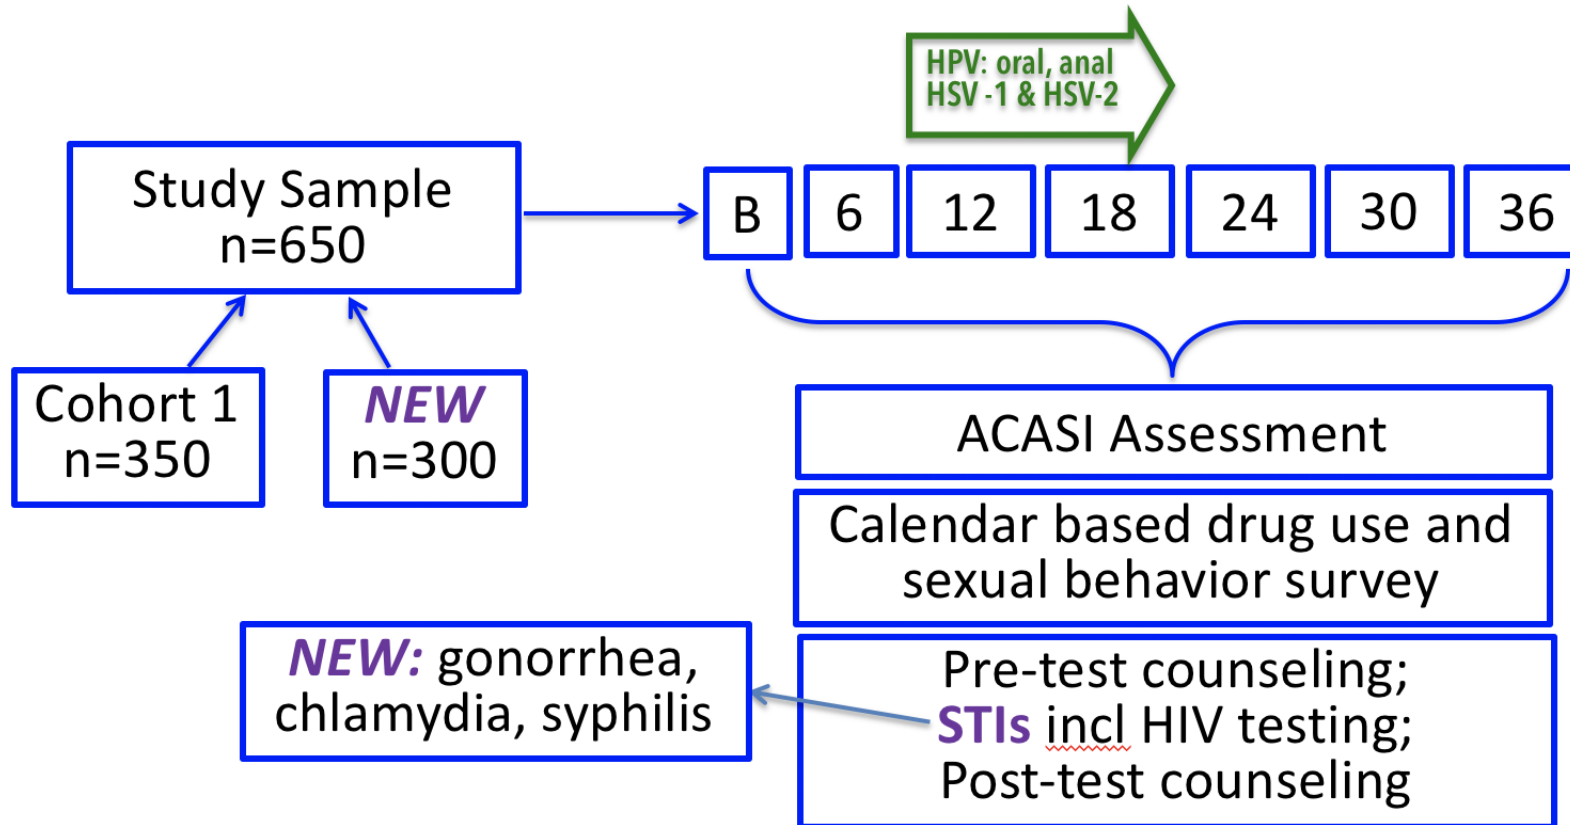 HPV: oral, anal
HSV -1 & HSV-2
Study Sample
n=650
B
6
12
18
24
30
36
Cohort 1
n=350
NEW
n=300
ACASI Assessment
Calendar based drug use and
sexual behavior survey
NEW: gonorrhea,
chlamydia, syphilis
Pre-test counseling;
STIs incl HIV testing;
Post-test counseling